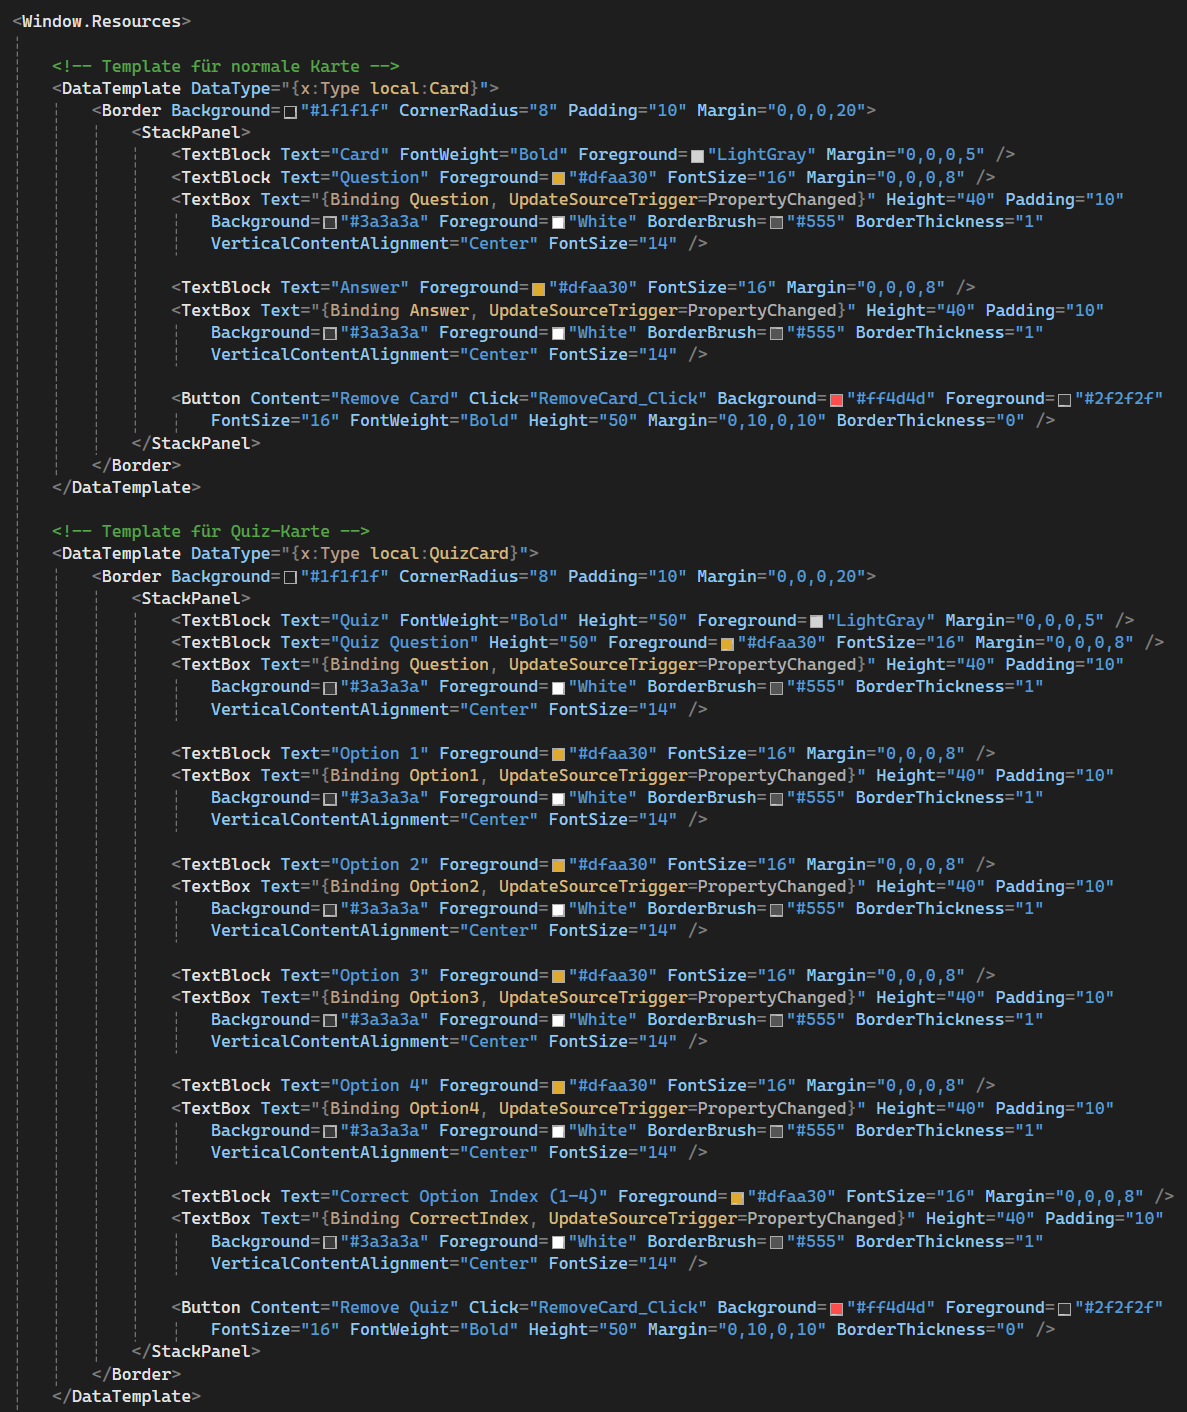 <Window.Resources>
<!-- Template für normale Karte -->
<DataTemplate DataType="{x:Type local:Card}">
<Border Background="#1f1f1f" CornerRadius="8" Padding="10" Margin="0,0,0,20">
<StackPanel>
<TextBlock Text="Card" FontWeight="Bold" Foreground="LightGray" Margin="0,0,0,5" />
<TextBlock Text="Question" Foreground="#dfaa30" FontSize="16" Margin="0,0,0,8" />
<TextBox Text="{Binding Question, UpdateSourceTrigger=PropertyChanged}" Height="40" Padding="10"
Background="#3a3a3a" Foreground="White" BorderBrush="#555" BorderThickness="1"
VerticalContentAlignment="Center" FontSize="14" />
<TextBlock Text="Answer" Foreground="#dfaa30" FontSize="16" Margin="0,0,0,8" />
<TextBox Text="{Binding Answer, UpdateSourceTrigger=PropertyChanged}" Height="40" Padding="10"
Background="#3a3a3a" Foreground="White" BorderBrush="#555" BorderThickness="1"
VerticalContentAlignment="Center" FontSize="14" />
<Button Content="Remove Card" Click="RemoveCard_Click" Background="#ff4d4d" Foreground="#2f2f2f"
FontSize="16" FontWeight="Bold" Height="50" Margin="0,10,0,10" BorderThickness="0" />
</StackPanel>
</Border>
</DataTemplate>
<!-- Template für Quiz-Karte -->
<DataTemplate DataType="{x:Type local:QuizCard}">
<Border Background="#1f1f1f" CornerRadius="8" Padding="10" Margin="0,0,0,20">
<StackPanel>
<TextBlock Text="Quiz" FontWeight="Bold" Height="50" Foreground="LightGray" Margin="0,0,0,5" />
<TextBlock Text="Quiz Question" Height="50" Foreground="#dfaa30" FontSize="16" Margin="0,0,0,8" />
<TextBox Text="{Binding Question, UpdateSourceTrigger=PropertyChanged}" Height="40" Padding="10"
Background="#3a3a3a" Foreground="White" BorderBrush="#555" BorderThickness="1"
VerticalContentAlignment="Center" FontSize="14" />
<TextBlock Text="Option 1" Foreground="#dfaa30" FontSize="16" Margin="0,0,0,8" />
<TextBox Text="{Binding Option1, UpdateSourceTrigger=PropertyChanged}" Height="40" Padding="10"
Background="#3a3a3a" Foreground="White" BorderBrush="#555" BorderThickness="1"
VerticalContentAlignment="Center" FontSize="14" />
<TextBlock Text="Option 2" Foreground="#dfaa30" FontSize="16" Margin="0,0,0,8" />
<TextBox Text="{Binding Option2, UpdateSourceTrigger=PropertyChanged}" Height="40" Padding="10"
Background="#3a3a3a" Foreground="White" BorderBrush="#555" BorderThickness="1"
VerticalContentAlignment="Center" FontSize="14" />
<TextBlock Text="Option 3" Foreground="#dfaa30" FontSize="16" Margin="0,0,0,8" />
<TextBox Text="{Binding Option3, UpdateSourceTrigger=PropertyChanged}" Height="40" Padding="10"
Background="#3a3a3a" Foreground="White" BorderBrush="#555" BorderThickness="1"
VerticalContentAlignment="Center" FontSize="14" />
<TextBlock Text="Option 4" Foreground="#dfaa30" FontSize="16" Margin="0,0,0,8" />
<TextBox Text="{Binding Option4, UpdateSourceTrigger=PropertyChanged}" Height="40" Padding="10"
Background="#3a3a3a" Foreground="White" BorderBrush="#555" BorderThickness="1"
VerticalContentAlignment="Center" FontSize="14" />
<TextBlock Text="Correct Option Index (1-4)" Foreground="#dfaa30" FontSize="16" Margin="0,0,0,8" />
<TextBox Text="{Binding CorrectIndex, UpdateSourceTrigger=PropertyChanged}" Height="40" Padding="10"
Background="#3a3a3a" Foreground="White" BorderBrush="#555" BorderThickness="1"
VerticalContentAlignment="Center" FontSize="14" />
<Button Content="Remove Quiz" Click="RemoveCard_Click" Background="#ff4d4d" Foreground="#2f2f2f"
FontSize="16" FontWeight="Bold" Height="50" Margin="0,10,0,10" BorderThickness="0" />
</StackPanel>
</Border>
</DataTemplate>